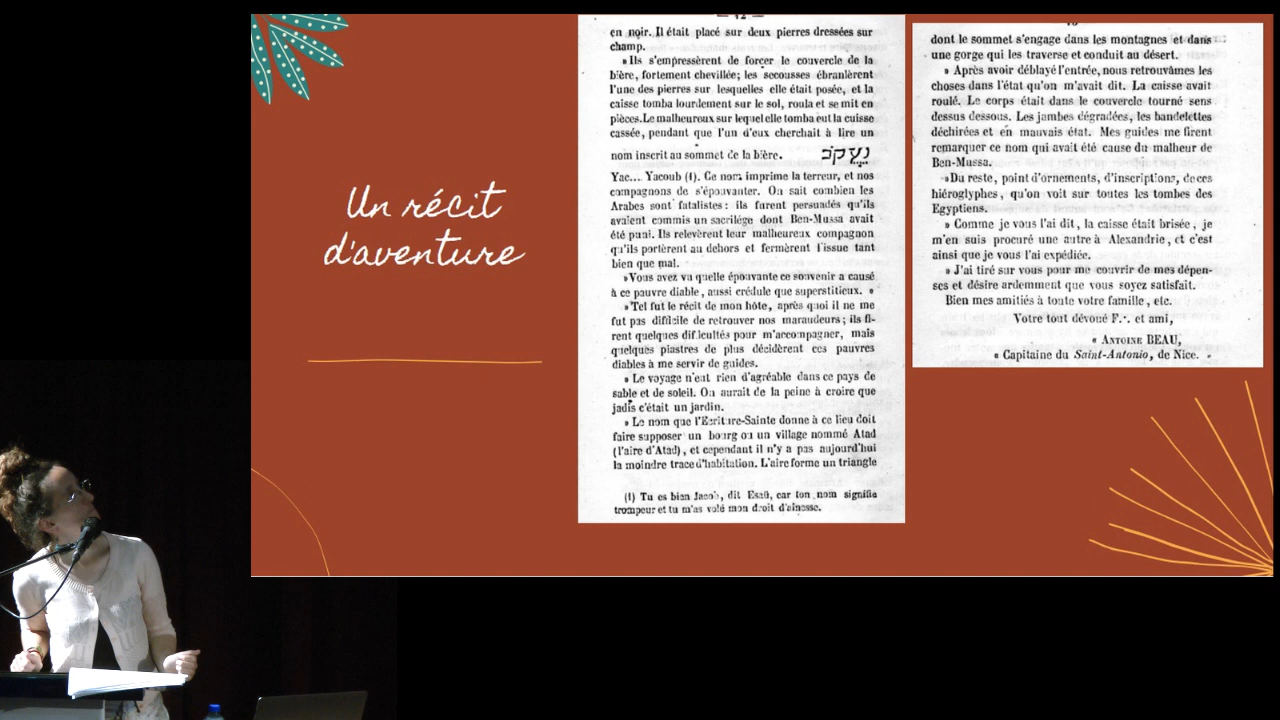 Un récit
d'aventure
— 12 —
en noir. Il était placé sur deux pierres dressées sur
champ.
» Ils s'empressèrent de forcer le couvercle de la
bière, fortement chevillée; les secousses ébranlèrent
l'une des pierres sur lesquelles elle était posée, et la
caisse tomba lourdement sur le sol, roula et se mit en
pièces. Le malheureux sur lequel elle tomba eut la cuisse
cassée, pendant que l'un d'eux cherchait à lire un
nom inscrit au sommet de la bière.
Yac.... Yacoub (1). Ce nom imprime la terreur, et nos
compagnons de s'épouvanter. On sait combien les
Arabes sont fatalistes : ils furent persuadés qu'ils
avaient commis un sacrilège dont Ben-Mussa avait
été puni. Ils relevèrent leur malheureux compagnon
qu'ils portèrent au dehors et fermèrent l'issue tant
bien que mal.
» Vous avez vu quelle épouvante ce souvenir a causé
à ce pauvre diable, aussi crédule que superstitieux. »
» Tel fut le récit de mon hôte, après quoi il ne me
fut pas difficile de retrouver nos maraudeurs; ils fi-
rent quelques difficultés pour m'accompagner, mais
quelques piastres de plus décidèrent ces pauvres
diables à me servir de guides.
» Le voyage n'eut rien d'agréable dans ce pays de
sable et de soleil. On aurait de la peine à croire que
jadis c'était un jardin.
» Le nom que l'Ecriture-Sainte donne à ce lieu doit
faire supposer un bourg ou un village nommé Atad
(l'aire d'Atad), et cependant il n'y a pas aujourd'hui
la moindre trace d'habitation. L'aire forme un triangle
(1) Tu es bien Jacob, dit Esaü, car ton nom signifie
trompeur et tu m'as volé mon droit d'aînesse.
dont le sommet s'engage dans les montagnes et dans
une gorge qui les traverse et conduit au désert.
» Après avoir déblayé l'entrée, nous retrouvâmes les
choses dans l'état qu'on m'avait dit. La caisse avait
roulé. Le corps était dans le couvercle tourné sens
dessus dessous. Les jambes dégradées, les bandelettes
déchirées et en mauvais état. Mes guides me firent
remarquer ce nom qui avait été cause du malheur de
Ben-Mussa.
» Du reste, point d'ornements, d'inscriptions, de ces
hiéroglyphes, qu'on voit sur toutes les tombes des
Egyptiens.
» Comme je vous l'ai dit, la caisse était brisée, je
m'en suis procuré une autre à Alexandrie, et c'est
ainsi que je vous l'ai expédiée.
» J'ai tiré sur vous pour me couvrir de mes dépen-
ses et désire ardemment que vous soyez satisfait.
Bien mes amitiés à toute votre famille, etc.
Votre tout dévoué F.·. et ami,
« ANTOINE BEAU,
« Capitaine du Saint-Antonio, de Nice. »